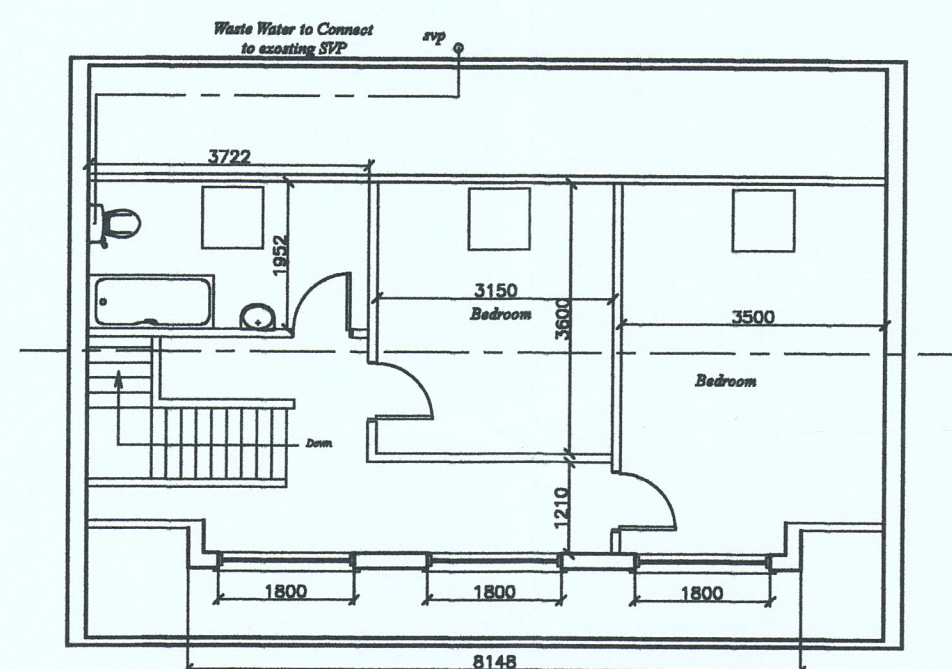 Waste Water to Connect
to exosting SVP
svp
3722
1952
3150
3600
Bedroom
3500
Bedroom
Down
1210
1800
1800
1800
8148